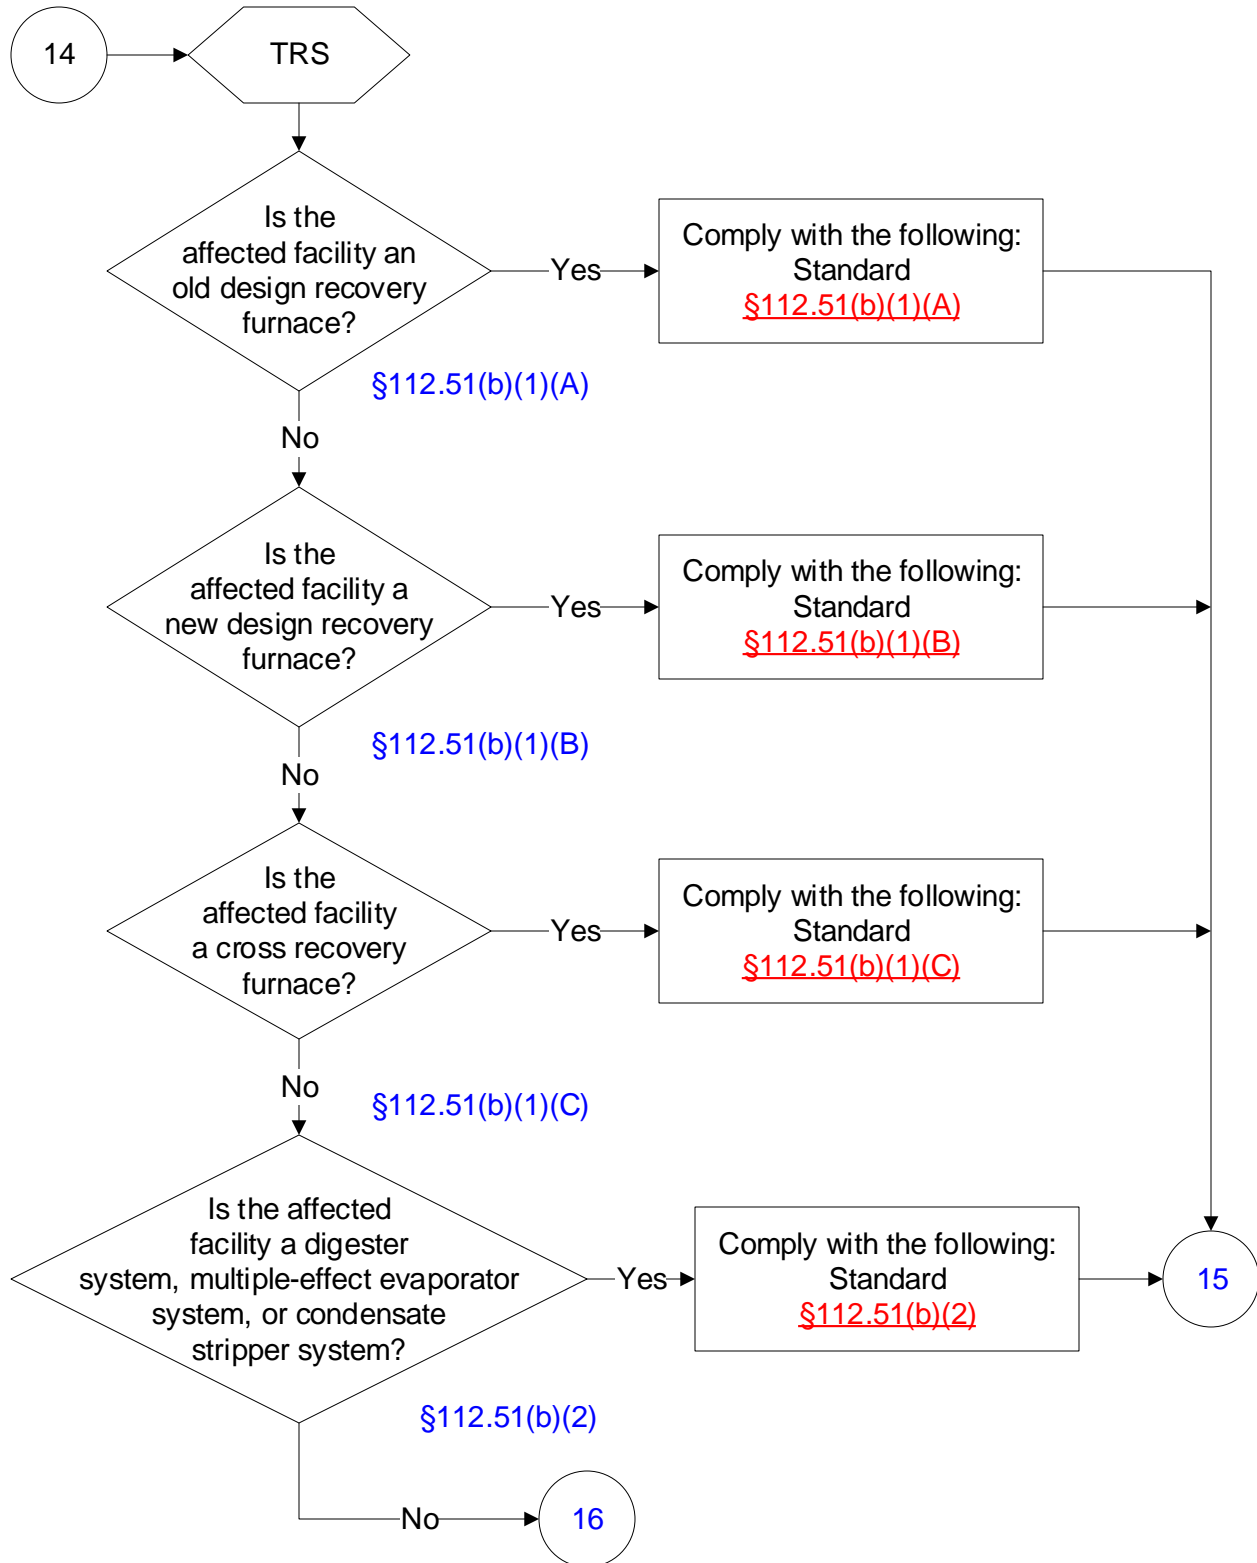 14
TRS
Is the
affected facility an
old design recovery
furnace?
Yes
Comply with the following:
Standard
§112.51(b)(1)(A)
§112.51(b)(1)(A)
No
Is the
affected facility a
new design recovery
furnace?
Yes
Comply with the following:
Standard
§112.51(b)(1)(B)
§112.51(b)(1)(B)
No
Is the
affected facility
a cross recovery
furnace?
Yes
Comply with the following:
Standard
§112.51(b)(1)(C)
No
§112.51(b)(1)(C)
Is the affected
facility a digester
system, multiple-effect evaporator
system, or condensate
stripper system?
Yes
Comply with the following:
Standard
§112.51(b)(2)
15
§112.51(b)(2)
No
16